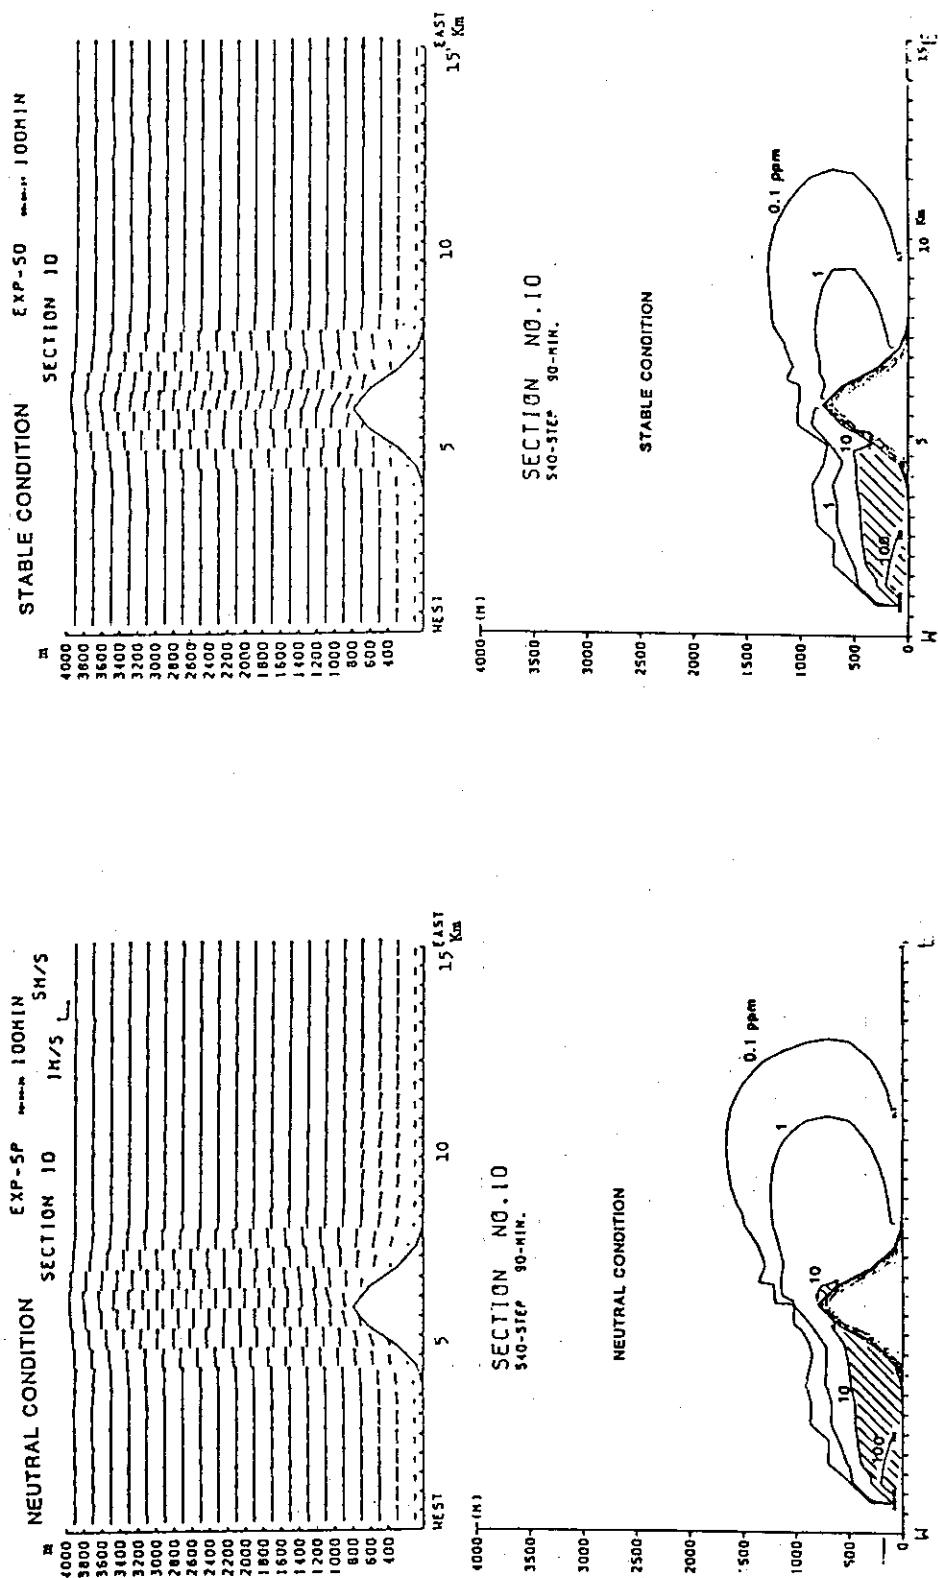 NEUTRAL CONDITION
EXP-5P 100MIN
SECTION 10
1M/S 5M/S
m
4000
3800
3600
3400
3200
3000
2800
2600
2400
2200
2000
1800
1600
1400
1200
1000
800
600
400
WEST 5 10 15 EAST
Km
SECTION NO.10
540-STEP 90-MIN.
NEUTRAL CONDITION
4000 (M)
3500
3000
2500
2000
1500
1000
500
0
W
0.1 ppm
1
10
10
100
STABLE CONDITION
EXP-50 100MIN
SECTION 10
m
4000
3800
3600
3400
3200
3000
2800
2600
2400
2200
2000
1800
1600
1400
1200
1000
800
600
400
WEST 5 10 15 EAST
Km
SECTION NO.10
540-STEP 90-MIN.
STABLE CONDITION
4000 (M)
3500
3000
2500
2000
1500
1000
500
0
W 5 10 Km 15 E
0.1 ppm
1
1
10